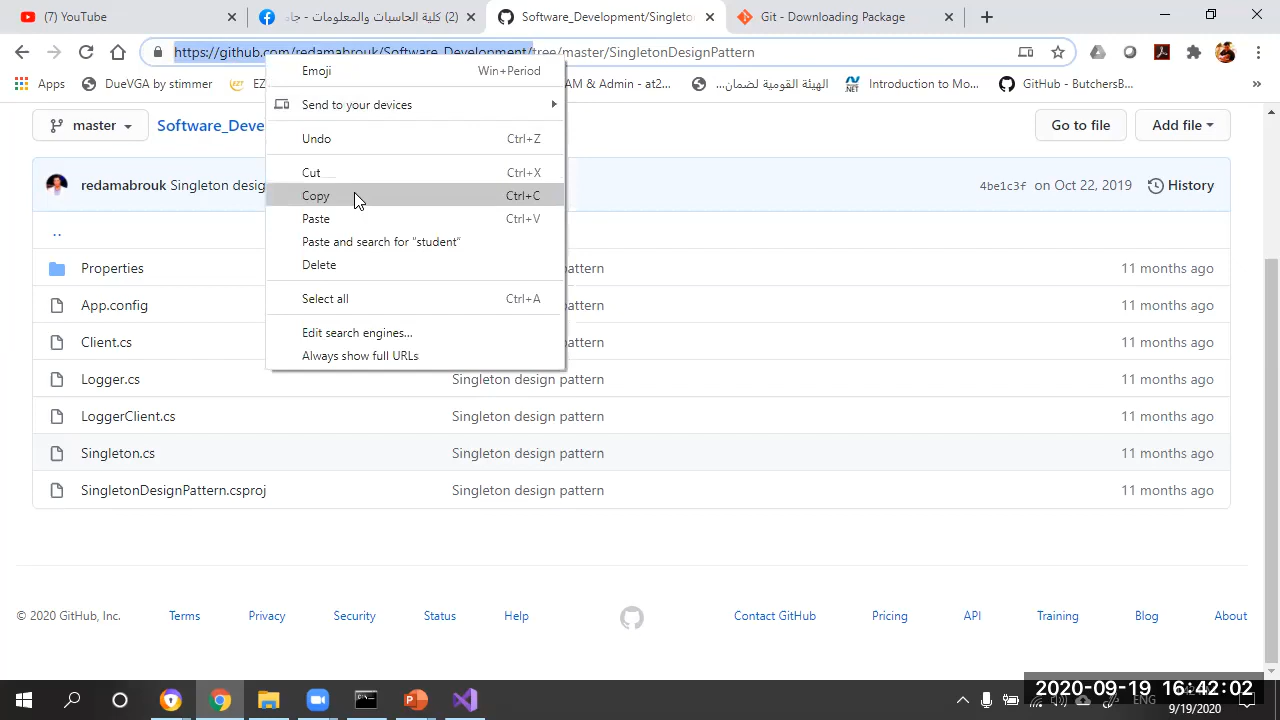 (7) YouTube
(2) كلية الحاسبات والمعلومات - جام
Software_Development/Singleto
Git - Downloading Package
https://github.com/redamabrouk/Software_Development/tree/master/SingletonDesignPattern
Apps
Emoji
DueVGA by stimmer
EZ
AM & Admin - at2...
الهيئة القومية لضمان...
.NET
Introduction to Mo...
GitHub - ButchersB...
»
Emoji Win+Period
Send to your devices
Undo Ctrl+Z
Cut Ctrl+X
Copy Ctrl+C
Paste Ctrl+V
Paste and search for “student”
Delete
Select all Ctrl+A
Edit search engines...
Always show full URLs
master
Software_Deve
Go to file
Add file
redamabrouk Singleton desig
4be1c3f on Oct 22, 2019
History
..
Properties attern 11 months ago
App.config attern 11 months ago
Client.cs attern 11 months ago
Logger.cs Singleton design pattern 11 months ago
LoggerClient.cs Singleton design pattern 11 months ago
Singleton.cs Singleton design pattern 11 months ago
SingletonDesignPattern.csproj Singleton design pattern 11 months ago
© 2020 GitHub, Inc. Terms Privacy Security Status Help Contact GitHub Pricing API Training Blog About
2020-09-19 16:42:02
ENG
9/19/2020